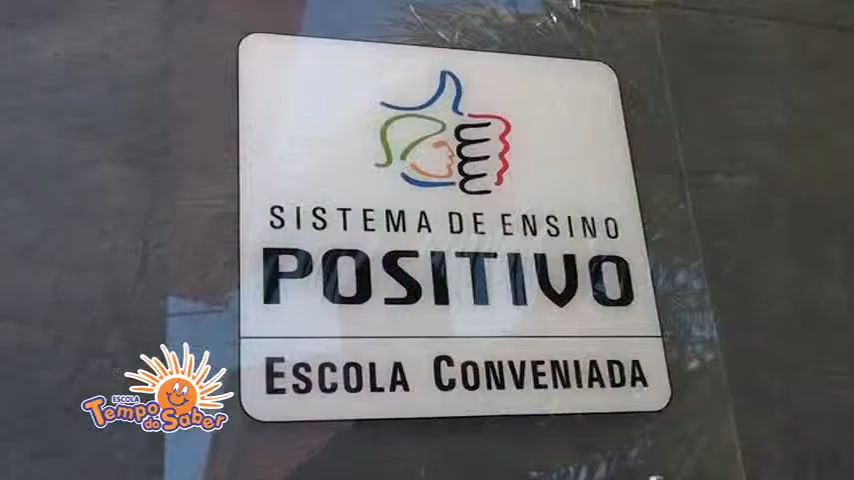 SISTEMA DE ENSINO
POSITIVO
ESCOLA CONVENIADA
ESCOLA
Tempo
do Saber